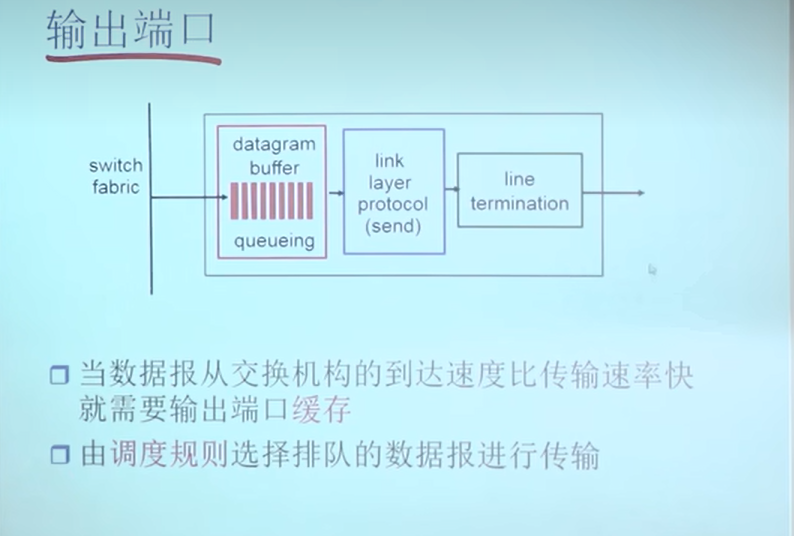 输出端口
switch
fabric
datagram
buffer
queueing
link
layer
protocol
(send)
line
termination
当数据报从交换机构的到达速度比传输速率快
就需要输出端口缓存
由调度规则选择排队的数据报进行传输